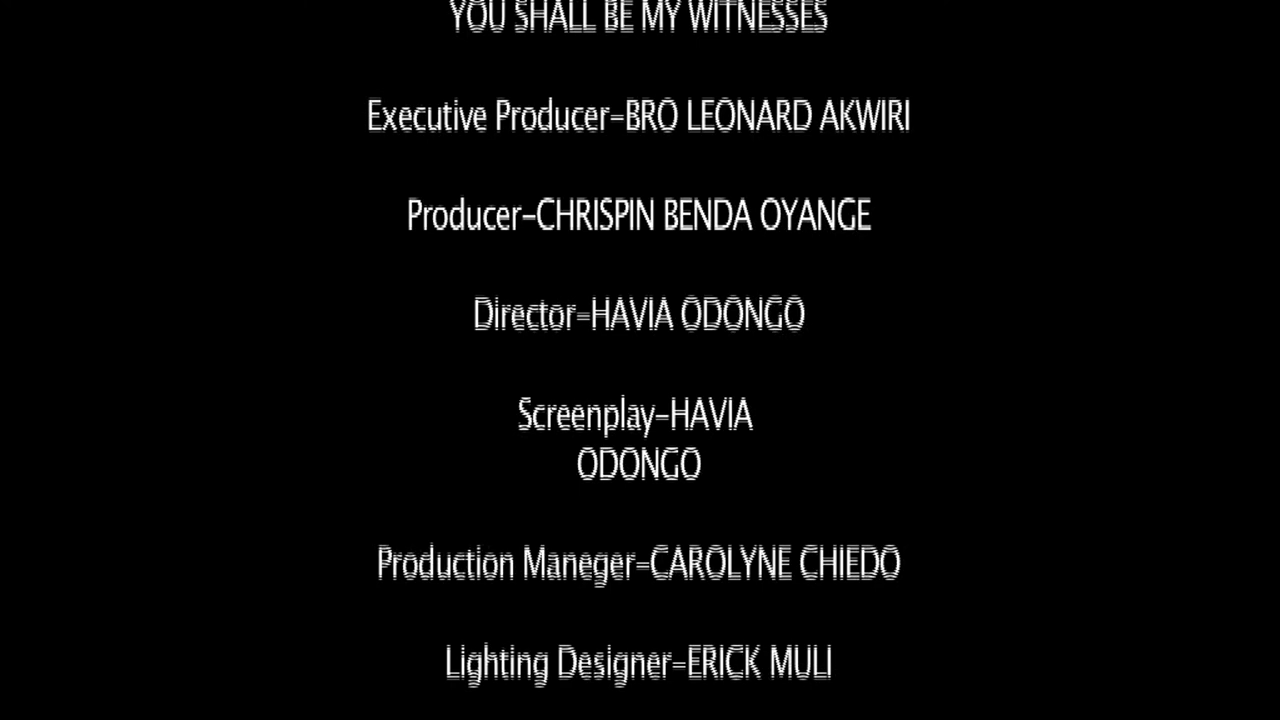 YOU SHALL BE MY WITNESSES
Executive Producer-BRO LEONARD AKWIRI
Producer-CHRISPIN BENDA OYANGE
Director-HAVIA ODONGO
Screenplay-HAVIA
ODONGO
Production Maneger-CAROLYNE CHIEDO
Lighting Designer-ERICK MULI